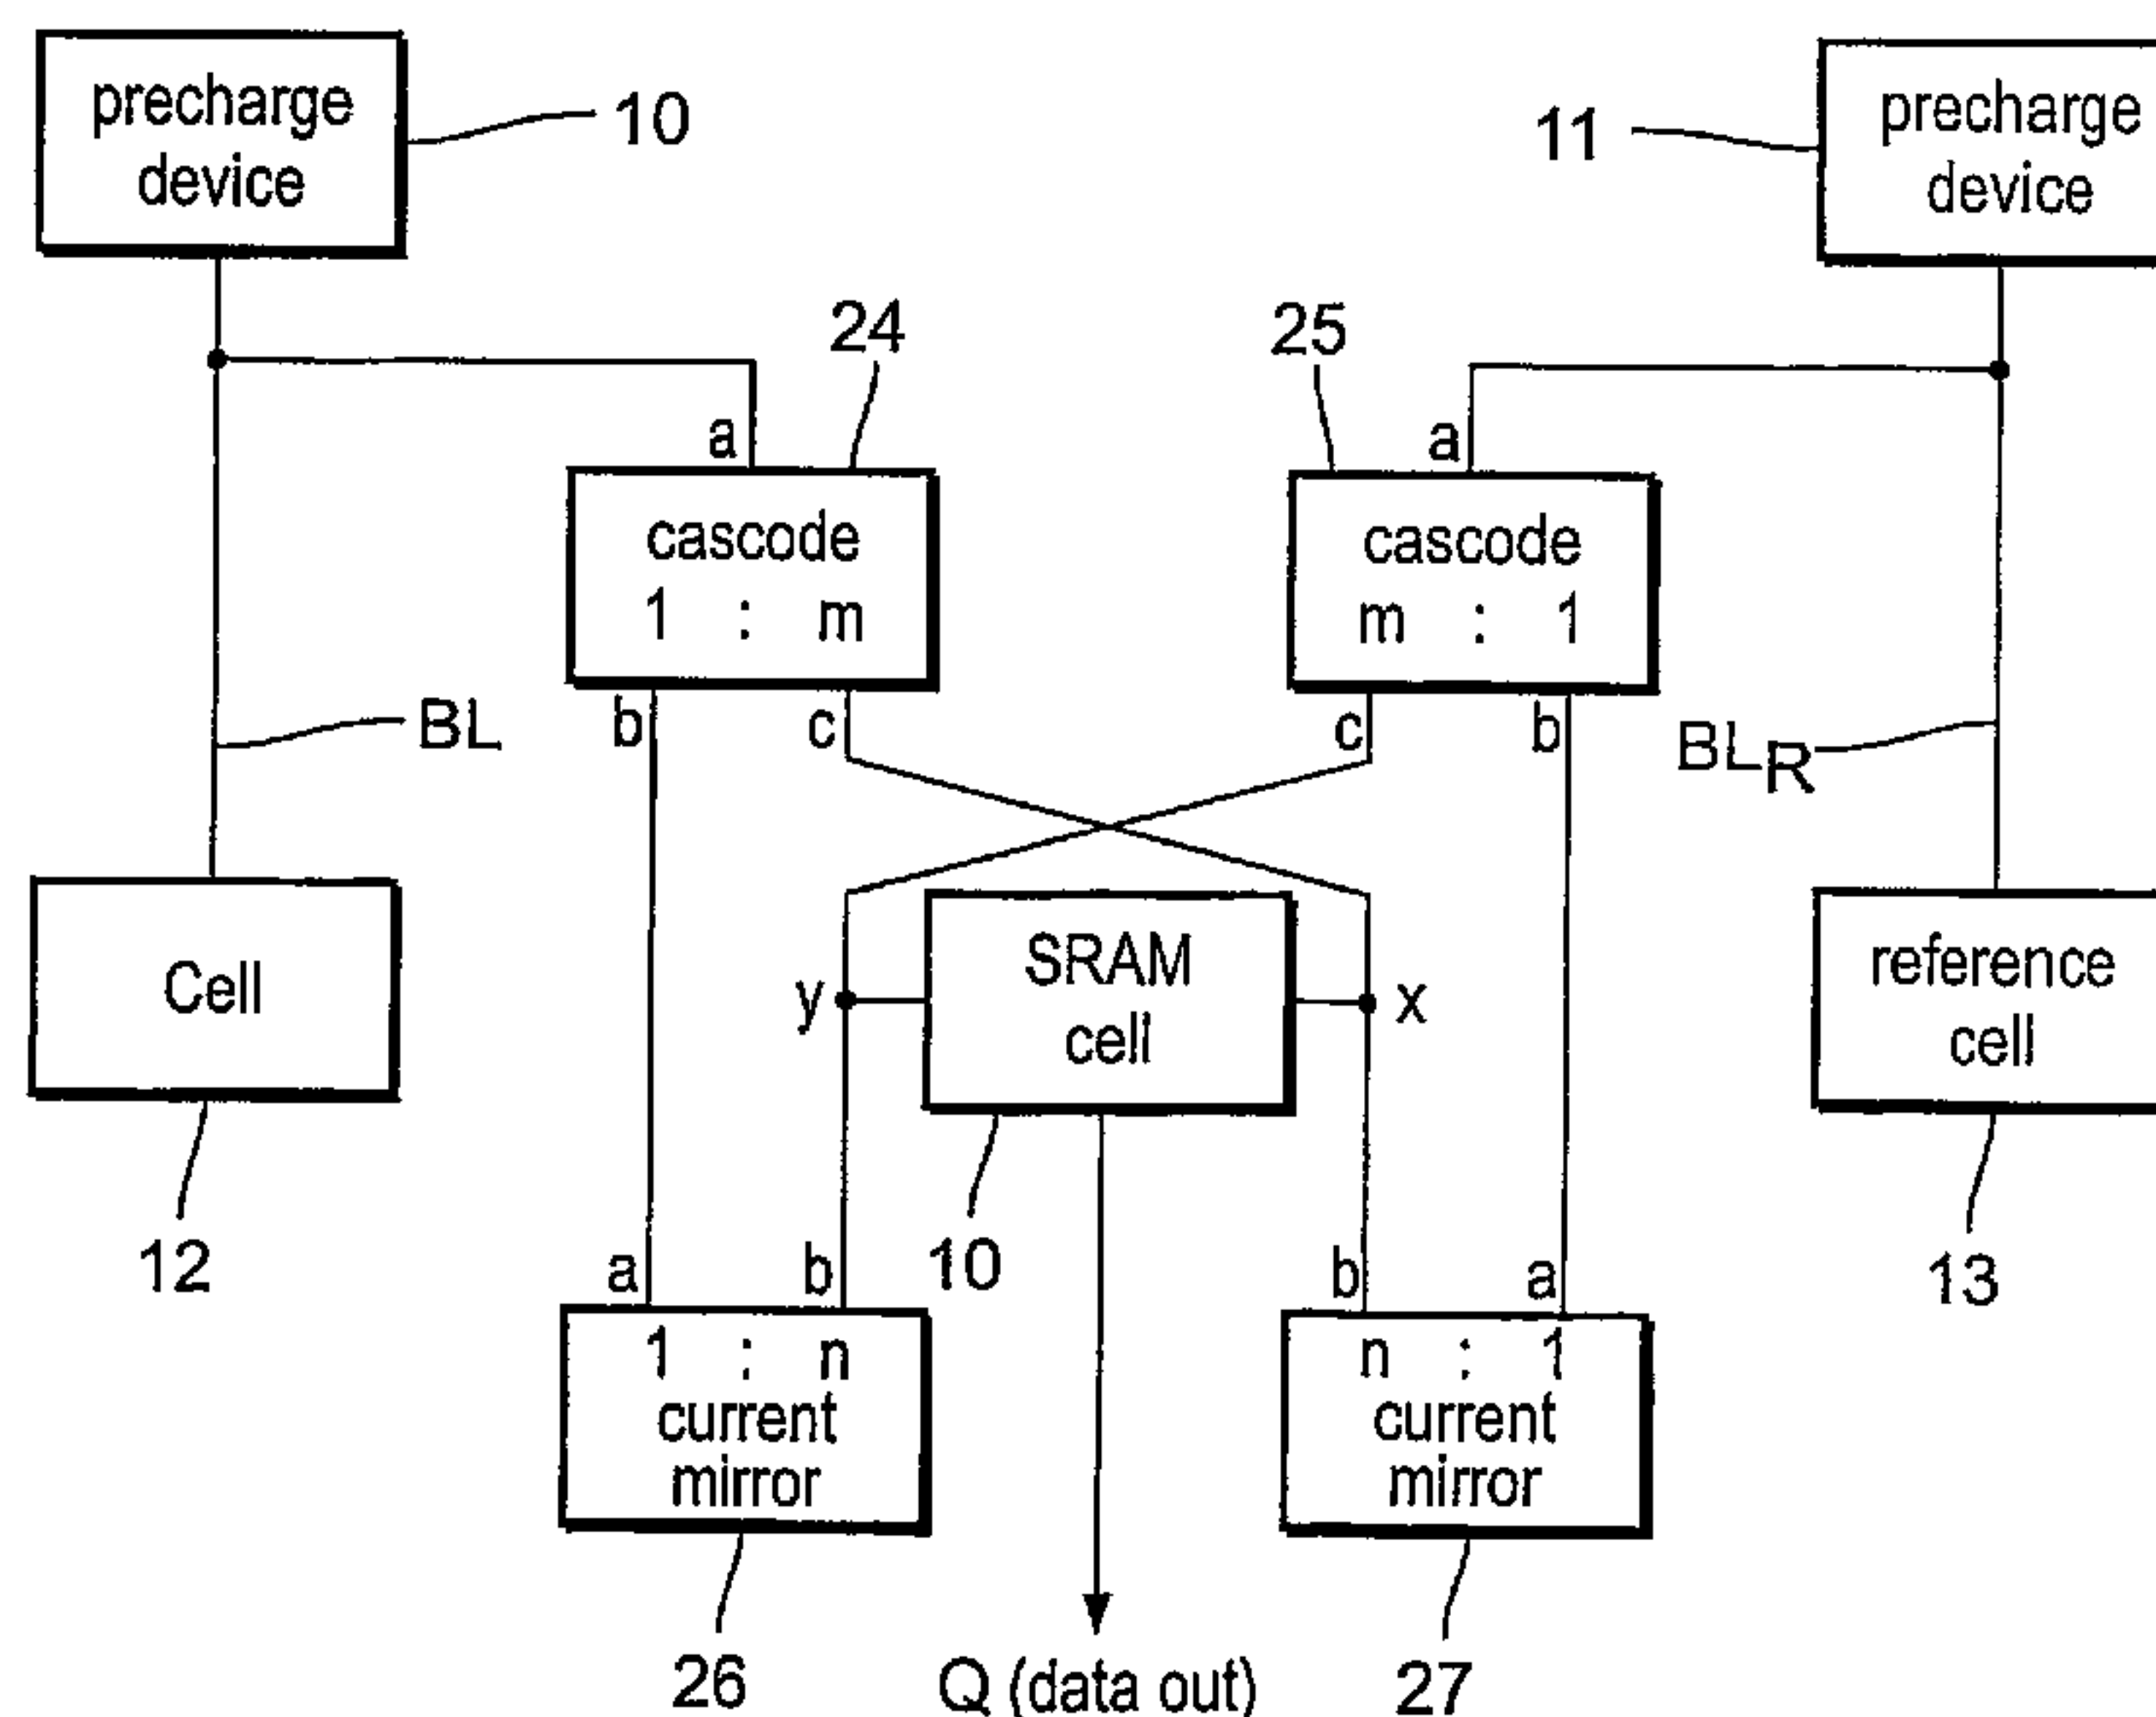 precharge
device
10
11
precharge
device
24
25
a
a
cascode
1 : m
cascode
m : 1
b
c
c
b
BL
BLR
Cell
y
SRAM
cell
x
reference
cell
12
a
b
10
b
a
13
1 : n
current
mirror
n : 1
current
mirror
26
Q (data out)
27